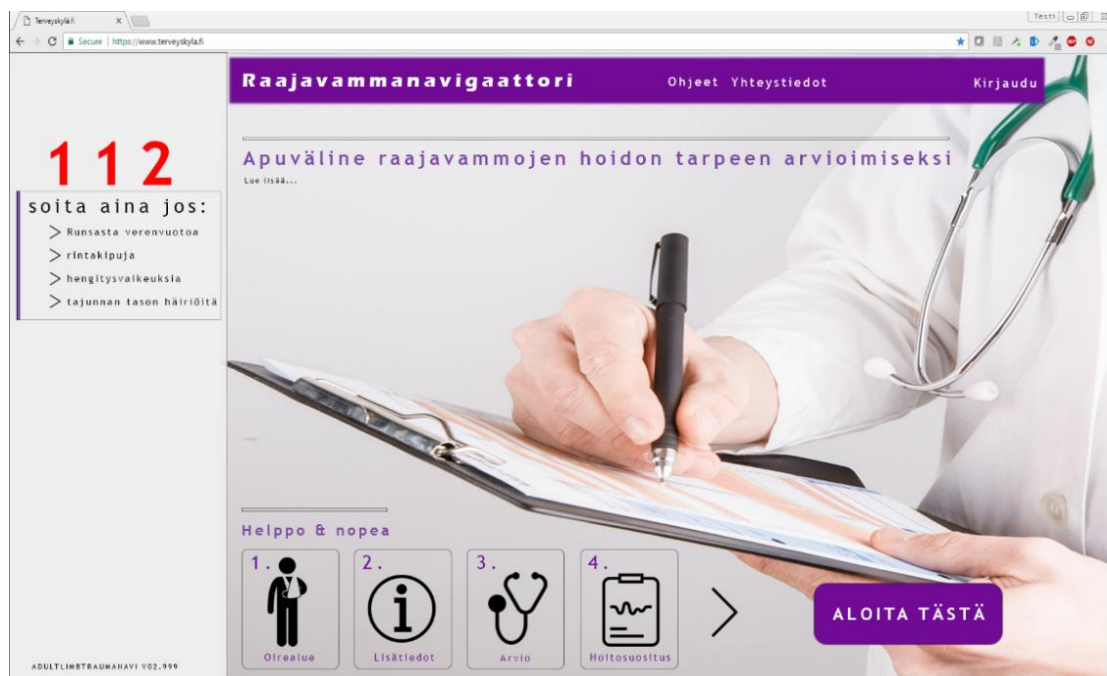 Terveyskylä.fi
Testi
Secure | https://www.terveyskyla.fi
Raajavammanavigaattori
Ohjeet Yhteystiedot
Kirjaudu
112
soita aina jos:
> Runsasta verenvuotoa
> rintakipuja
> hengitysvaikeuksia
> tajunnan tason häiriöitä
ADULTLIMBTRAUMANAVI V02.999
Apuväline raajavammojen hoidon tarpeen arvioimiseksi
Lue lisää...
Helppo & nopea
1.
Oirealue
2.
Lisätiedot
3.
Arvio
4.
Hoitosuositus
ALOITA TÄSTÄ